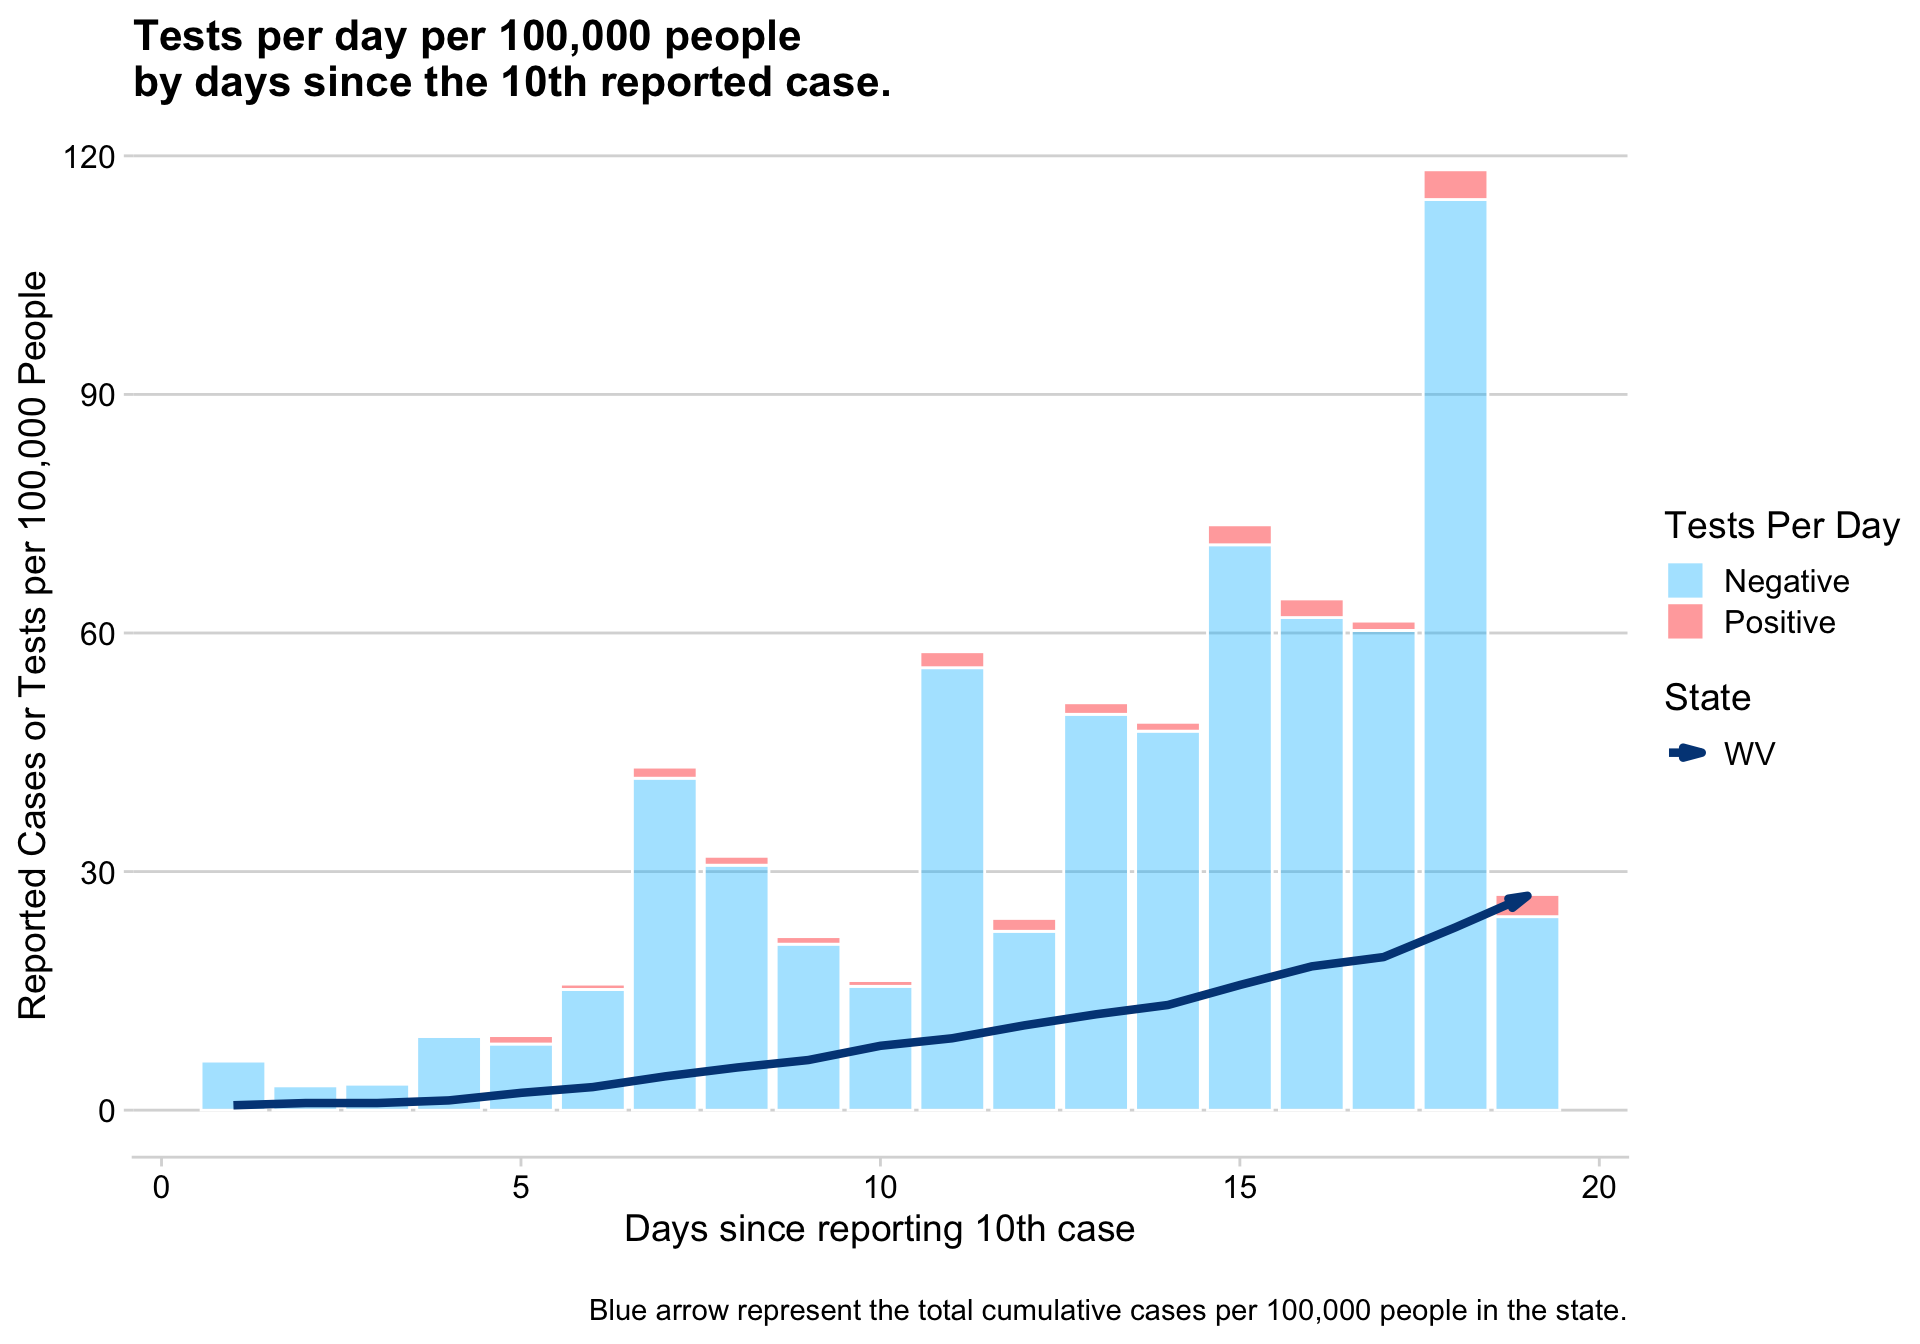 Tests per day per 100,000 people
by days since the 10th reported case.
Reported Cases or Tests per 100,000 People
120
90
60
30
0
0
5
10
15
20
Days since reporting 10th case
Tests Per Day
Negative
Positive
State
WV
Blue arrow represent the total cumulative cases per 100,000 people in the state.